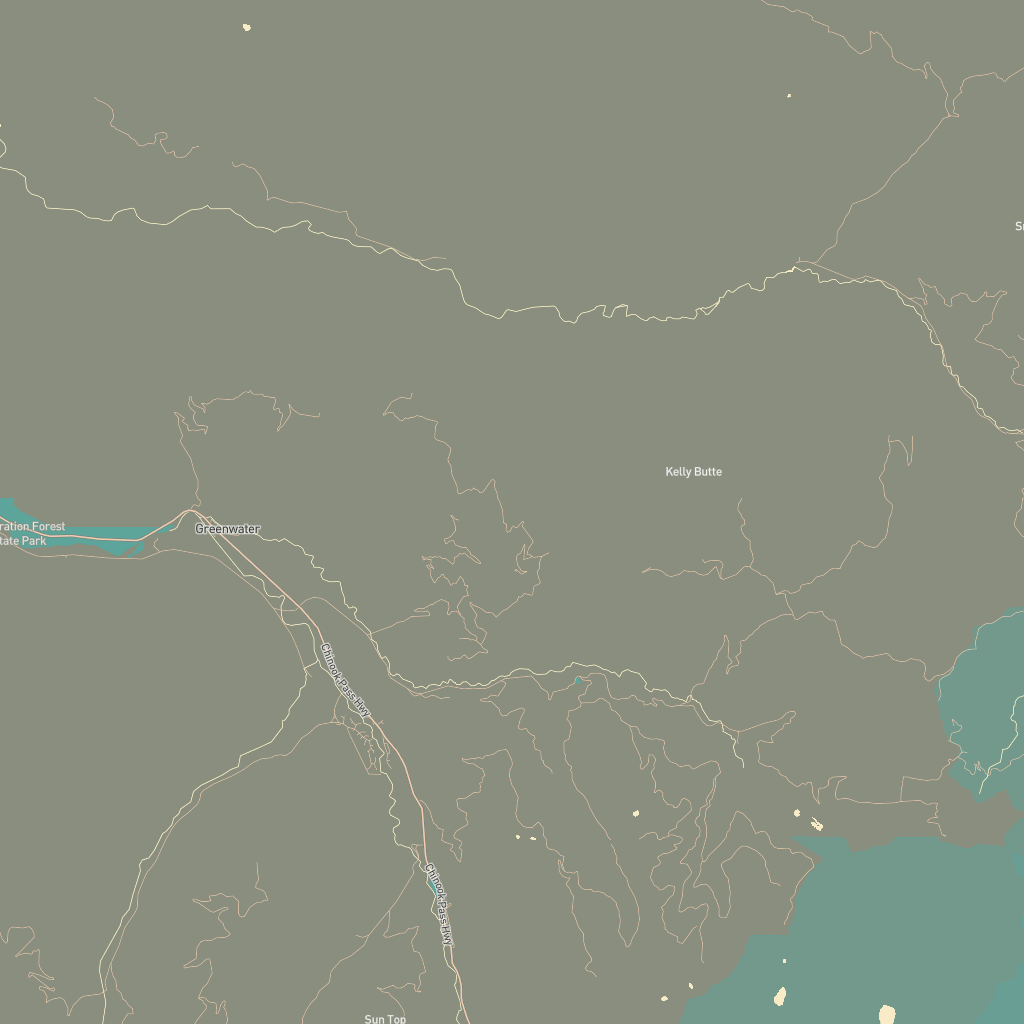 Kelly Butte
ration Forest
tate Park
Greenwater
Chinook Pass Hwy
Chinook Pass Hwy
Sun Top